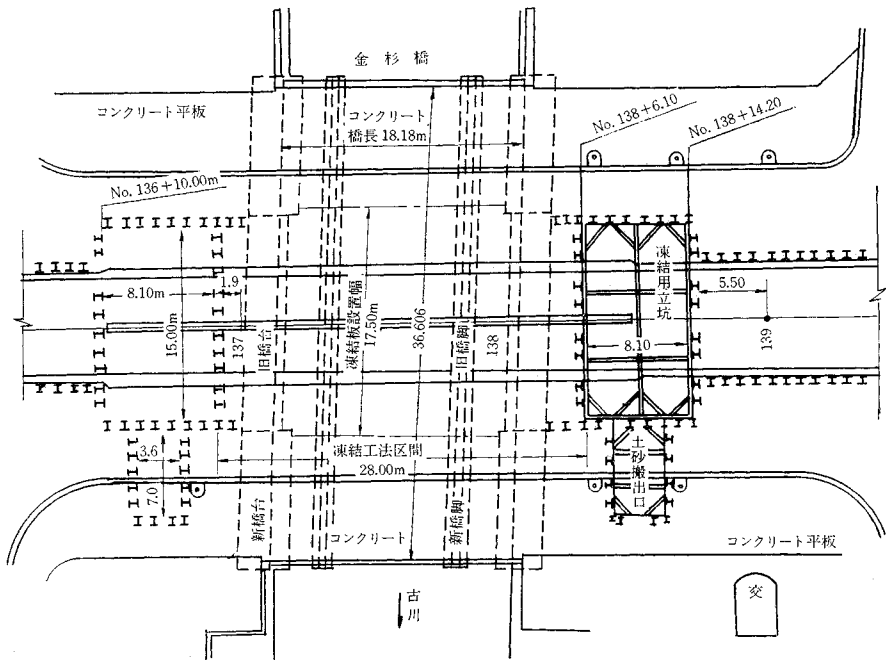 金杉橋
コンクリート平板
コンクリート
橋長18.18m
No. 138+6.10
No. 138+14.20
No. 136+10.00m
8.10m
1.9
15.00m
137
旧橋台
凍結板設置幅
17.50m
36.606
旧橋脚
138
凍結用立坑
8.10
5.50
139
凍結工法区間
28.00m
3.6
7.0
土砂搬出口
新橋台
コンクリート
新橋脚
コンクリート平板
古川
交